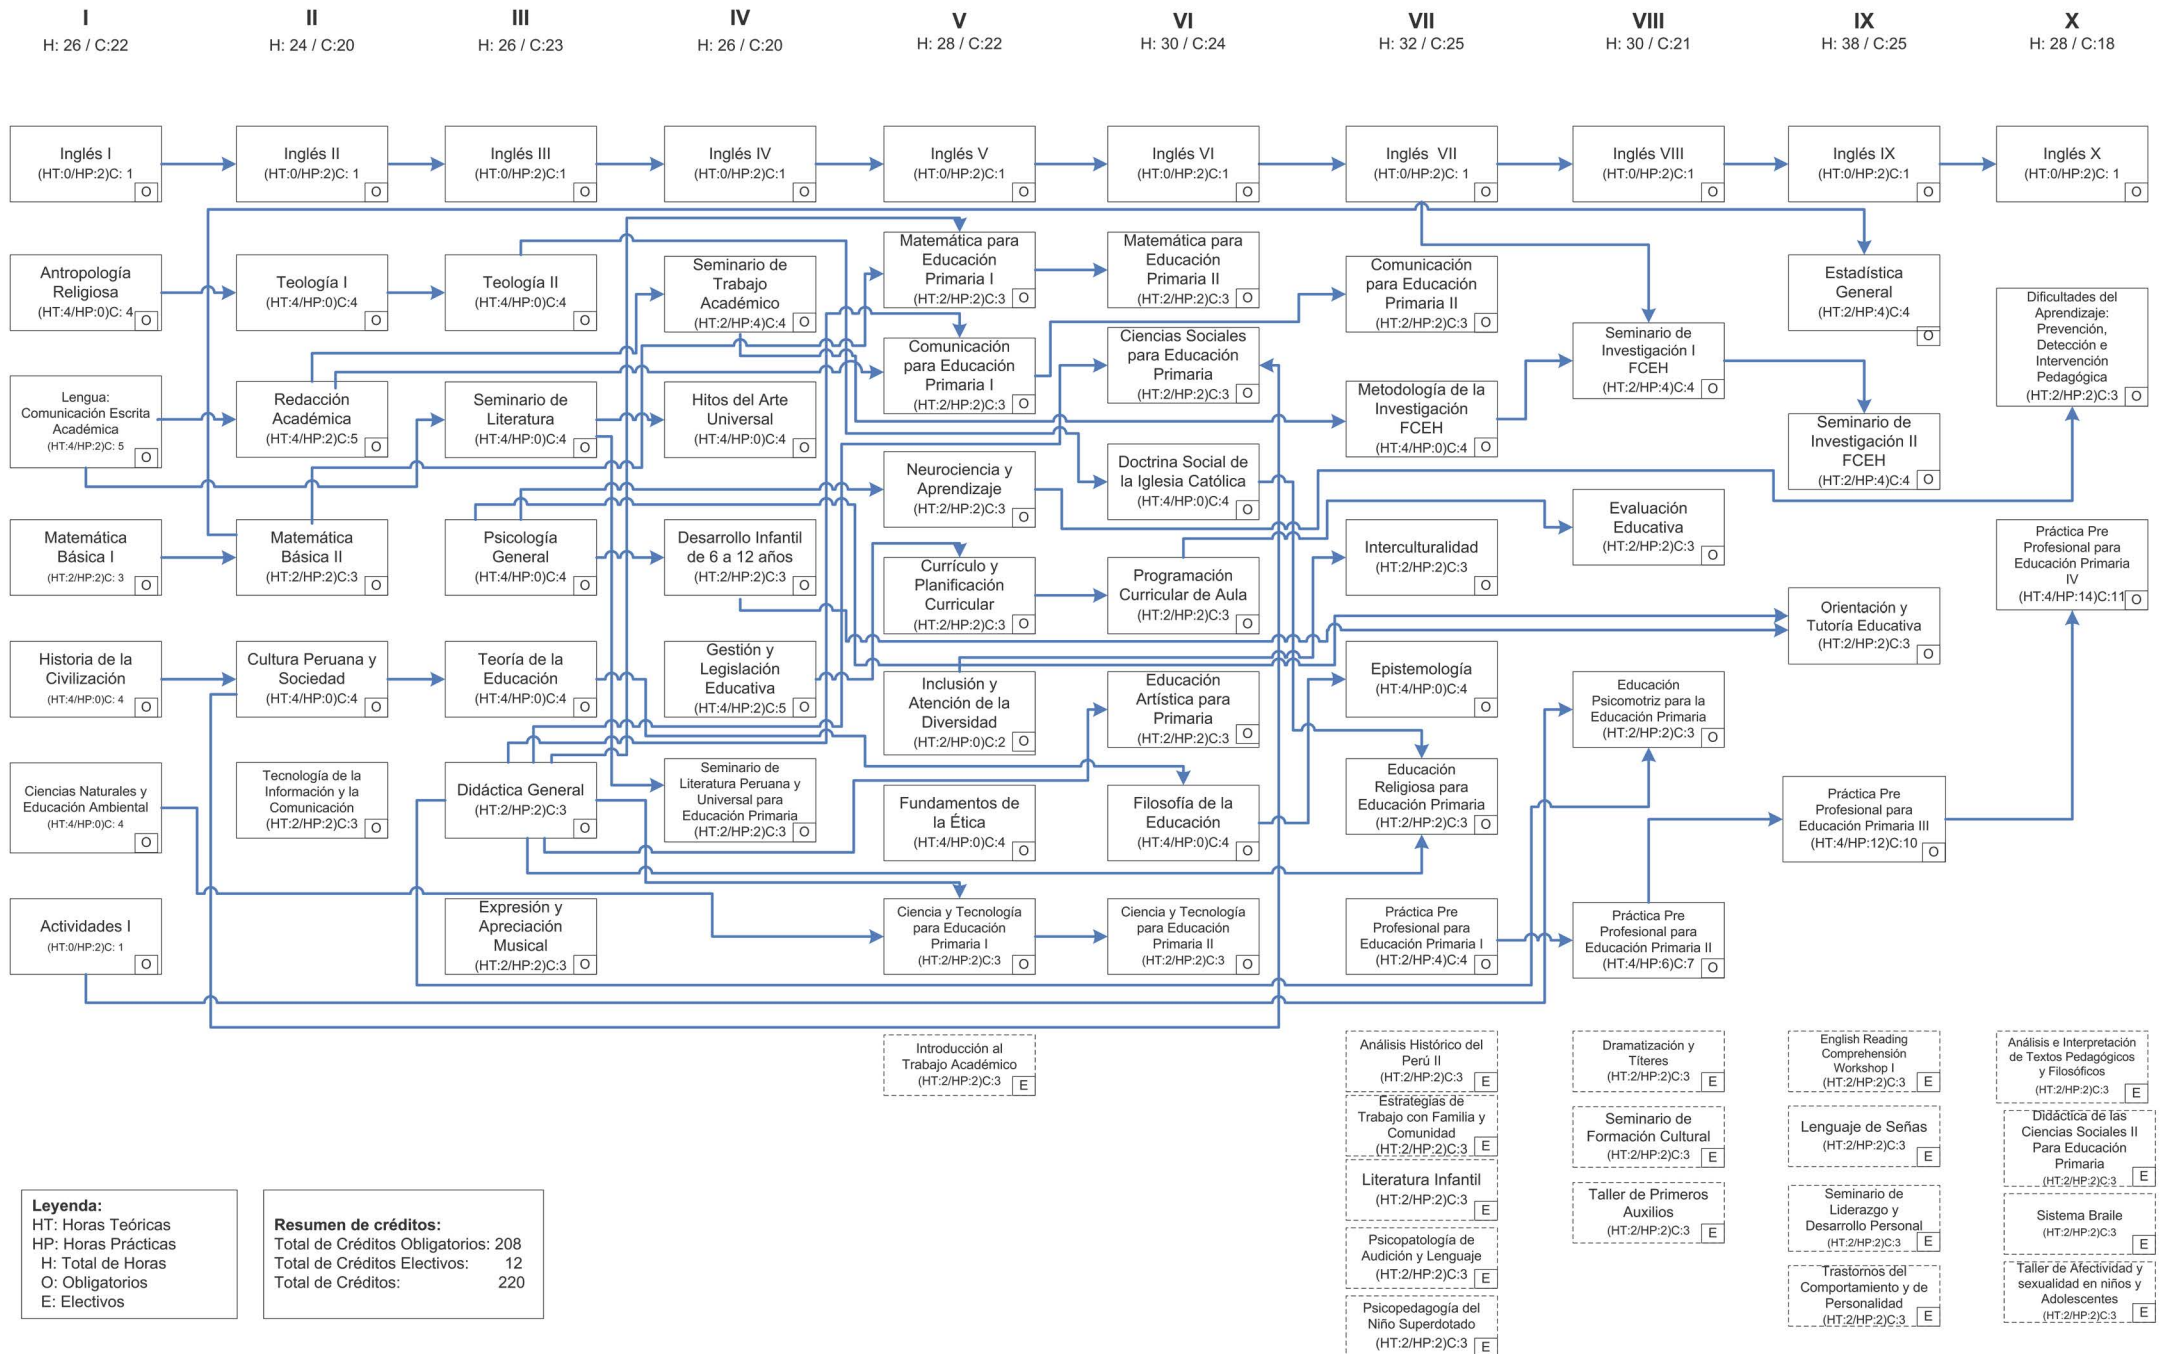 I
H: 26 / C:22
II
H: 24 / C:20
III
H: 26 / C:23
IV
H: 26 / C:20
V
H: 28 / C:22
VI
H: 30 / C:24
VII
H: 32 / C:25
VIII
H: 30 / C:21
IX
H: 38 / C:25
X
H: 28 / C:18
Inglés I
(HT:0/HP:2)C: 1
O
Antropología
Religiosa
(HT:4/HP:0)C: 4
O
Lengua:
Comunicación Escrita
Académica
(HT:4/HP:2)C: 5
O
Matemática
Básica I
(HT:2/HP:2)C: 3
O
Historia de la
Civilización
(HT:4/HP:0)C: 4
O
Ciencias Naturales y
Educación Ambiental
(HT:4/HP:0)C: 4
O
Actividades I
(HT:0/HP:2)C: 1
O
Inglés II
(HT:0/HP:2)C: 1
O
Teología I
(HT:4/HP:0)C:4
O
Redacción
Académica
(HT:4/HP:2)C:5
O
Matemática
Básica II
(HT:2/HP:2)C:3
O
Cultura Peruana y
Sociedad
(HT:4/HP:0)C:4
O
Tecnología de la
Información y la
Comunicación
(HT:2/HP:2)C:3
O
Inglés III
(HT:0/HP:2)C:1
O
Teología II
(HT:4/HP:0)C:4
O
Seminario de
Literatura
(HT:4/HP:0)C:4
O
Psicología
General
(HT:4/HP:0)C:4
O
Teoría de la
Educación
(HT:4/HP:0)C:4
O
Didáctica General
(HT:2/HP:2)C:3
O
Expresión y
Apreciación
Musical
(HT:2/HP:2)C:3
O
Inglés IV
(HT:0/HP:2)C:1
O
Seminario de
Trabajo
Académico
(HT:2/HP:4)C:4
O
Hitos del Arte
Universal
(HT:4/HP:0)C:4
O
Desarrollo Infantil
de 6 a 12 años
(HT:2/HP:2)C:3
O
Gestión y
Legislación
Educativa
(HT:4/HP:2)C:5
O
Seminario de
Literatura Peruana y
Universal para
Educación Primaria
(HT:2/HP:2)C:3
O
Inglés V
(HT:0/HP:2)C:1
O
Matemática para
Educación
Primaria I
(HT:2/HP:2)C:3
O
Comunicación
para Educación
Primaria I
(HT:2/HP:2)C:3
O
Neurociencia y
Aprendizaje
(HT:2/HP:2)C:3
O
Currículo y
Planificación
Curricular
(HT:2/HP:2)C:3
O
Inclusión y
Atención de la
Diversidad
(HT:2/HP:0)C:2
O
Fundamentos de
la Ética
(HT:4/HP:0)C:4
O
Ciencia y Tecnología
para Educación
Primaria I
(HT:2/HP:2)C:3
O
Introducción al
Trabajo Académico
(HT:2/HP:2)C:3
E
Inglés VI
(HT:0/HP:2)C:1
O
Matemática para
Educación
Primaria II
(HT:2/HP:2)C:3
O
Ciencias Sociales
para Educación
Primaria
(HT:2/HP:2)C:3
O
Doctrina Social de
la Iglesia Católica
(HT:4/HP:0)C:4
O
Programación
Curricular de Aula
(HT:2/HP:2)C:3
O
Educación
Artística para
Primaria
(HT:2/HP:2)C:3
O
Filosofía de la
Educación
(HT:4/HP:0)C:4
O
Ciencia y Tecnología
para Educación
Primaria II
(HT:2/HP:2)C:3
O
Inglés VII
(HT:0/HP:2)C: 1
O
Comunicación
para Educación
Primaria II
(HT:2/HP:2)C:3
O
Metodología de la
Investigación
FCEH
(HT:4/HP:0)C:4
O
Interculturalidad
(HT:2/HP:2)C:3
O
Epistemología
(HT:4/HP:0)C:4
O
Educación
Religiosa para
Educación Primaria
(HT:2/HP:2)C:3
O
Práctica Pre
Profesional para
Educación Primaria I
(HT:2/HP:4)C:4
O
Análisis Histórico del
Perú II
(HT:2/HP:2)C:3
E
Estrategias de
Trabajo con Familia y
Comunidad
(HT:2/HP:2)C:3
E
Literatura Infantil
(HT:2/HP:2)C:3
E
Psicopatología de
Audición y Lenguaje
(HT:2/HP:2)C:3
E
Psicopedagogía del
Niño Superdotado
(HT:2/HP:2)C:3
E
Inglés VIII
(HT:0/HP:2)C:1
O
Seminario de
Investigación I
FCEH
(HT:2/HP:4)C:4
O
Evaluación
Educativa
(HT:2/HP:2)C:3
O
Educación
Psicomotriz para la
Educación Primaria
(HT:2/HP:2)C:3
O
Práctica Pre
Profesional para
Educación Primaria II
(HT:4/HP:6)C:7
O
Dramatización y
Títeres
(HT:2/HP:2)C:3
E
Seminario de
Formación Cultural
(HT:2/HP:2)C:3
E
Taller de Primeros
Auxilios
(HT:2/HP:2)C:3
E
Inglés IX
(HT:0/HP:2)C:1
O
Estadística
General
(HT:2/HP:4)C:4
O
Seminario de
Investigación II
FCEH
(HT:2/HP:4)C:4
O
Orientación y
Tutoría Educativa
(HT:2/HP:2)C:3
O
Práctica Pre
Profesional para
Educación Primaria III
(HT:4/HP:12)C:10
O
English Reading
Comprehensión
Workshop I
(HT:2/HP:2)C:3
E
Lenguaje de Señas
(HT:2/HP:2)C:3
E
Seminario de
Liderazgo y
Desarrollo Personal
(HT:2/HP:2)C:3
E
Trastornos del
Comportamiento y de
Personalidad
(HT:2/HP:2)C:3
E
Inglés X
(HT:0/HP:2)C: 1
O
Dificultades del
Aprendizaje:
Prevención,
Detección e
Intervención
Pedagógica
(HT:2/HP:2)C:3
O
Práctica Pre
Profesional para
Educación Primaria
IV
(HT:4/HP:14)C:11
O
Análisis e Interpretación
de Textos Pedagógicos
y Filosóficos
(HT:2/HP:2)C:3
E
Didáctica de las
Ciencias Sociales II
Para Educación
Primaria
(HT:2/HP:2)C:3
E
Sistema Braile
(HT:2/HP:2)C:3
E
Taller de Afectividad y
sexualidad en niños y
Adolescentes
(HT:2/HP:2)C:3
E
Leyenda:
HT: Horas Teóricas
HP: Horas Prácticas
H: Total de Horas
O: Obligatorios
E: Electivos
Resumen de créditos:
Total de Créditos Obligatorios: 208
Total de Créditos Electivos: 12
Total de Créditos: 220